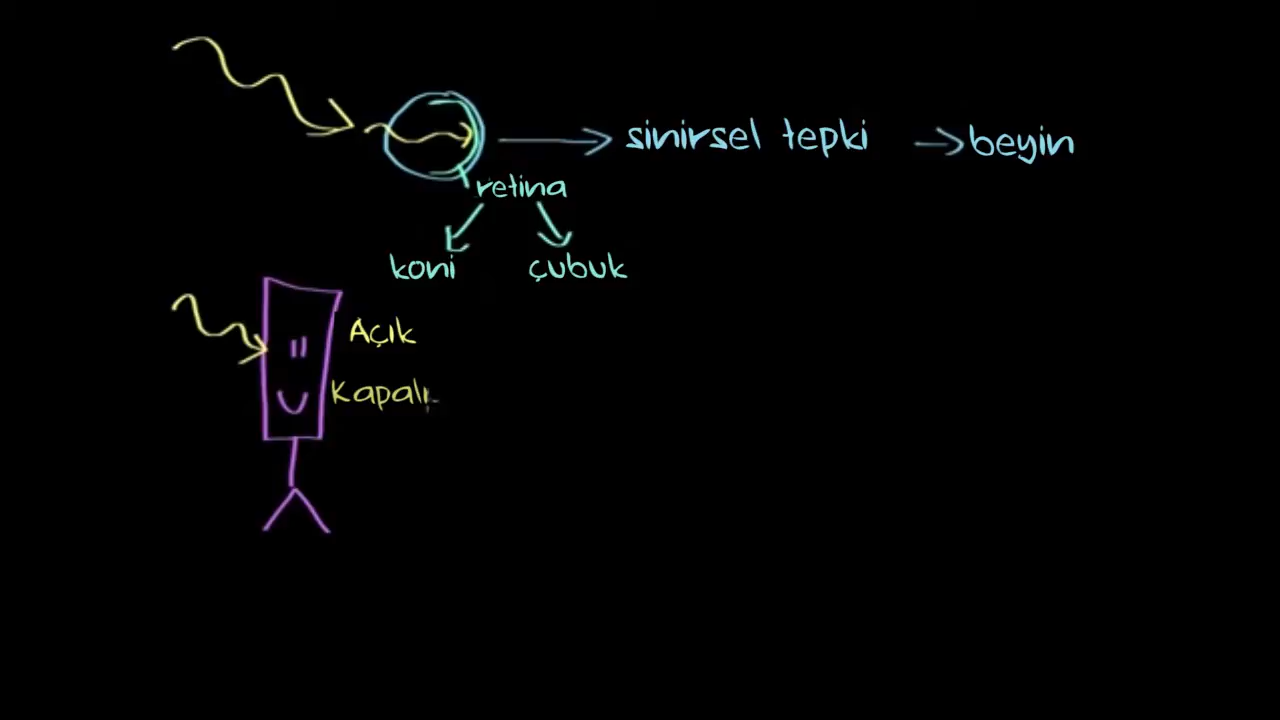 sinirsel tepki beyin
retina
koni çubuk
Açık
Kapalı